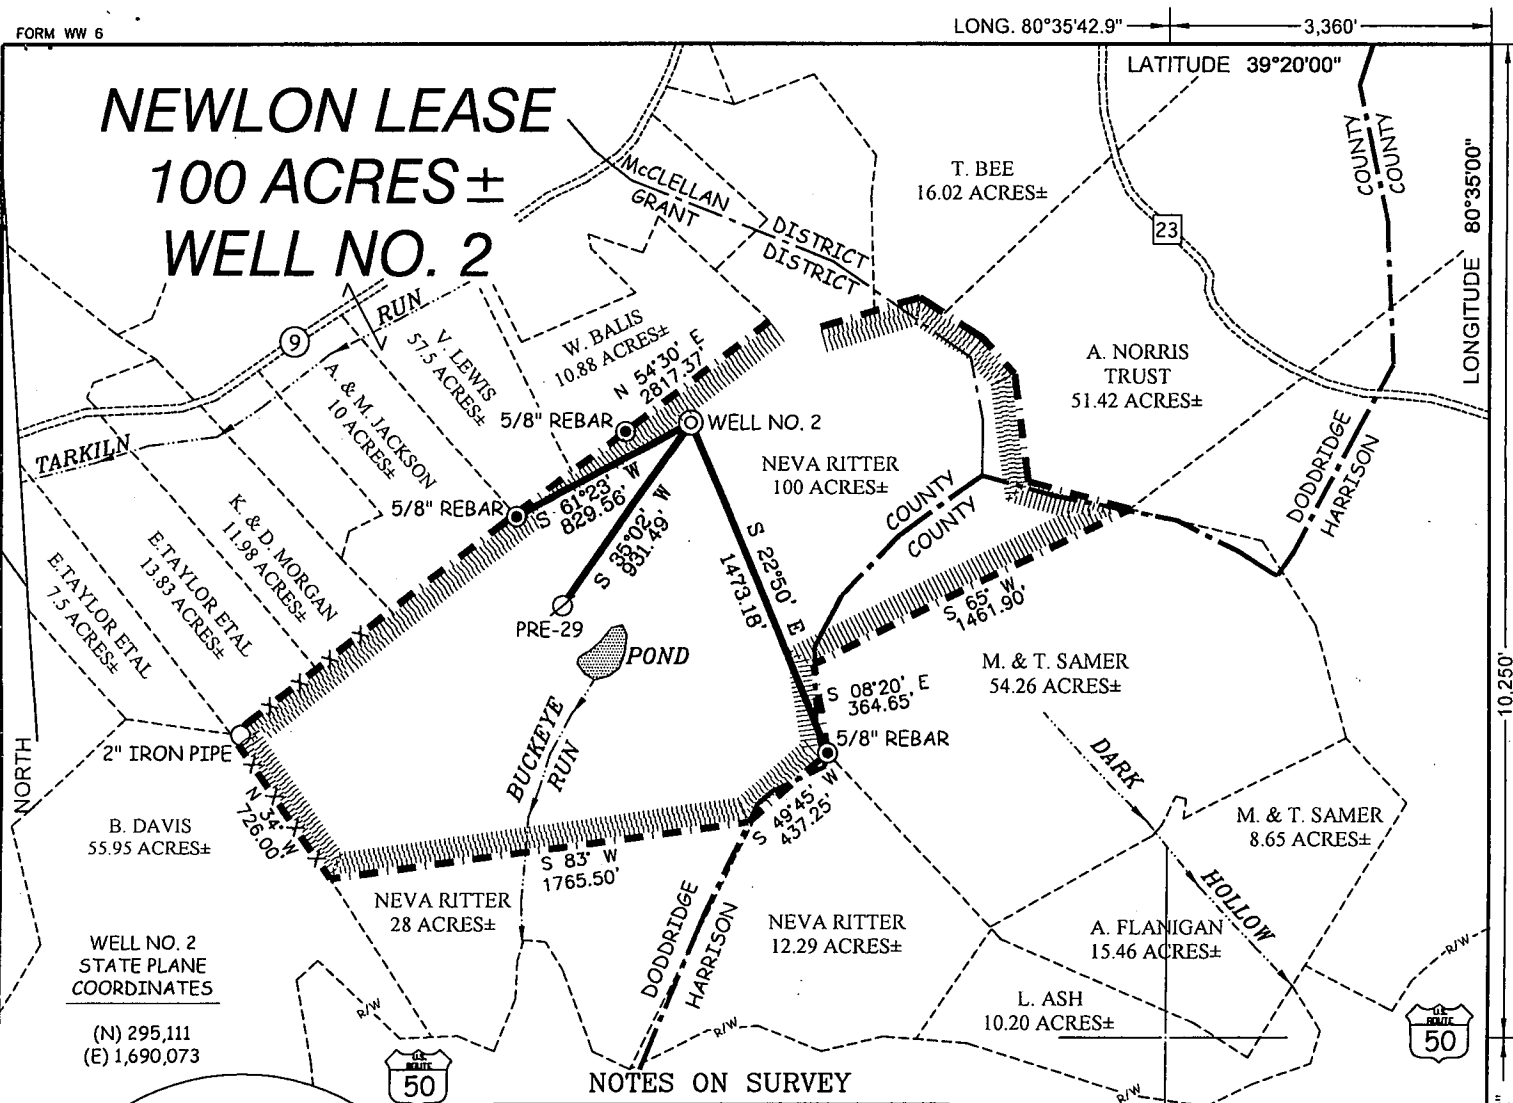 FORM WW 6
LONG. 80°35'42.9"
3,360'
LATITUDE 39°20'00"
NEWLON LEASE
100 ACRES±
WELL NO. 2
McCLELLAN
GRANT
DISTRICT
DISTRICT
T. BEE
16.02 ACRES±
23
COUNTY
COUNTY
LONGITUDE 80°35'00"
9
RUN
TARKILN
V. LEWIS
57.5 ACRES±
W. BALIS
10.88 ACRES±
N 54°30' E
2817.37'
A. & M. JACKSON
10 ACRES±
5/8" REBAR
WELL NO. 2
A. NORRIS
TRUST
51.42 ACRES±
5/8" REBAR
S 61°23' W
829.56'
S 35°02' W
931.49'
NEVA RITTER
100 ACRES±
COUNTY
COUNTY
DODDRIDGE
HARRISON
K. & D. MORGAN
11.98 ACRES±
E.TAYLOR ETAL
13.83 ACRES±
E.TAYLOR ETAL
7.5 ACRES±
S 22°50' E
1473.18'
S 65° W
1461.90'
PRE-29
POND
M. & T. SAMER
54.26 ACRES±
S 08°20' E
364.65'
10,250'
5/8" REBAR
2" IRON PIPE
NORTH
BUCKEYE
RUN
DARK
HOLLOW
N 34° W
726.00'
B. DAVIS
55.95 ACRES±
S 49°45' W
437.25'
M. & T. SAMER
8.65 ACRES±
S 83° W
1765.50'
NEVA RITTER
28 ACRES±
DODDRIDGE
HARRISON
NEVA RITTER
12.29 ACRES±
A. FLANIGAN
15.46 ACRES±
R/W
WELL NO. 2
STATE PLANE
COORDINATES
(N) 295,111
(E) 1,690,073
R/W
R/W
L. ASH
10.20 ACRES±
U.S.
ROUTE
50
U.S.
ROUTE
50
R/W
NOTES ON SURVEY